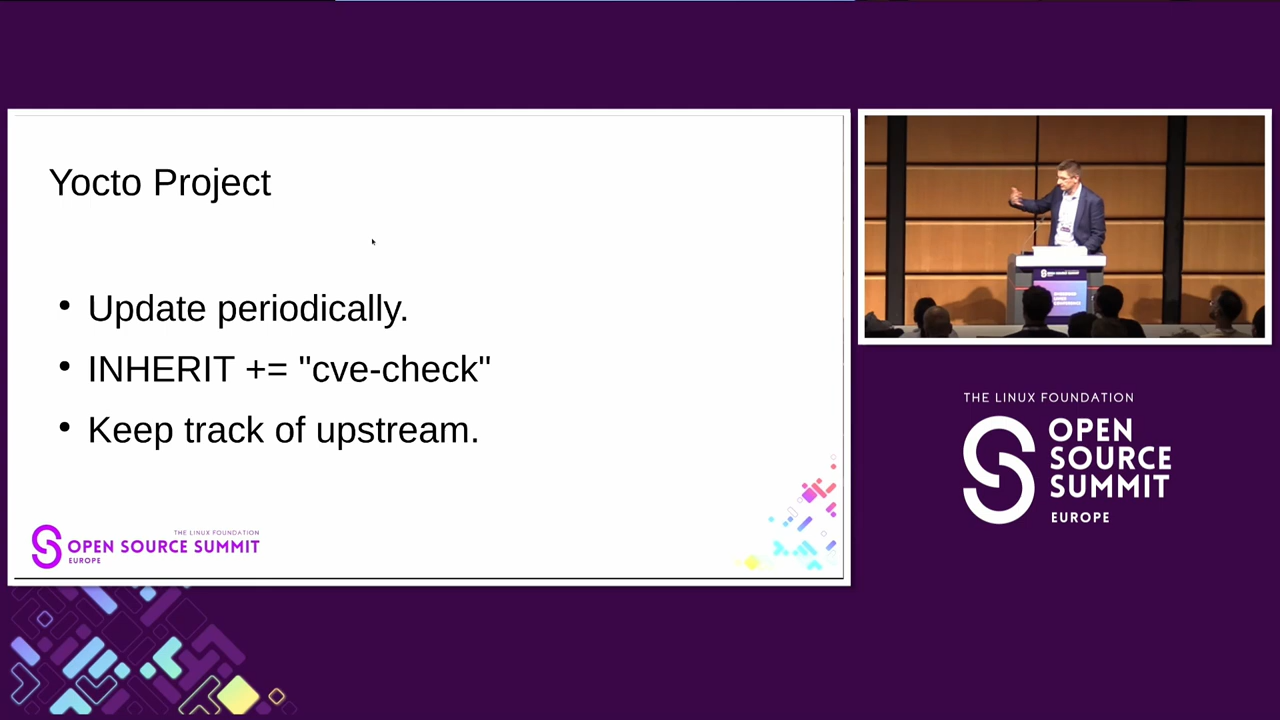 Yocto Project
• Update periodically.
• INHERIT += "cve-check"
• Keep track of upstream.
THE LINUX FOUNDATION
OPEN SOURCE SUMMIT
EUROPE
THE LINUX FOUNDATION
OPEN
SOURCE
SUMMIT
EUROPE